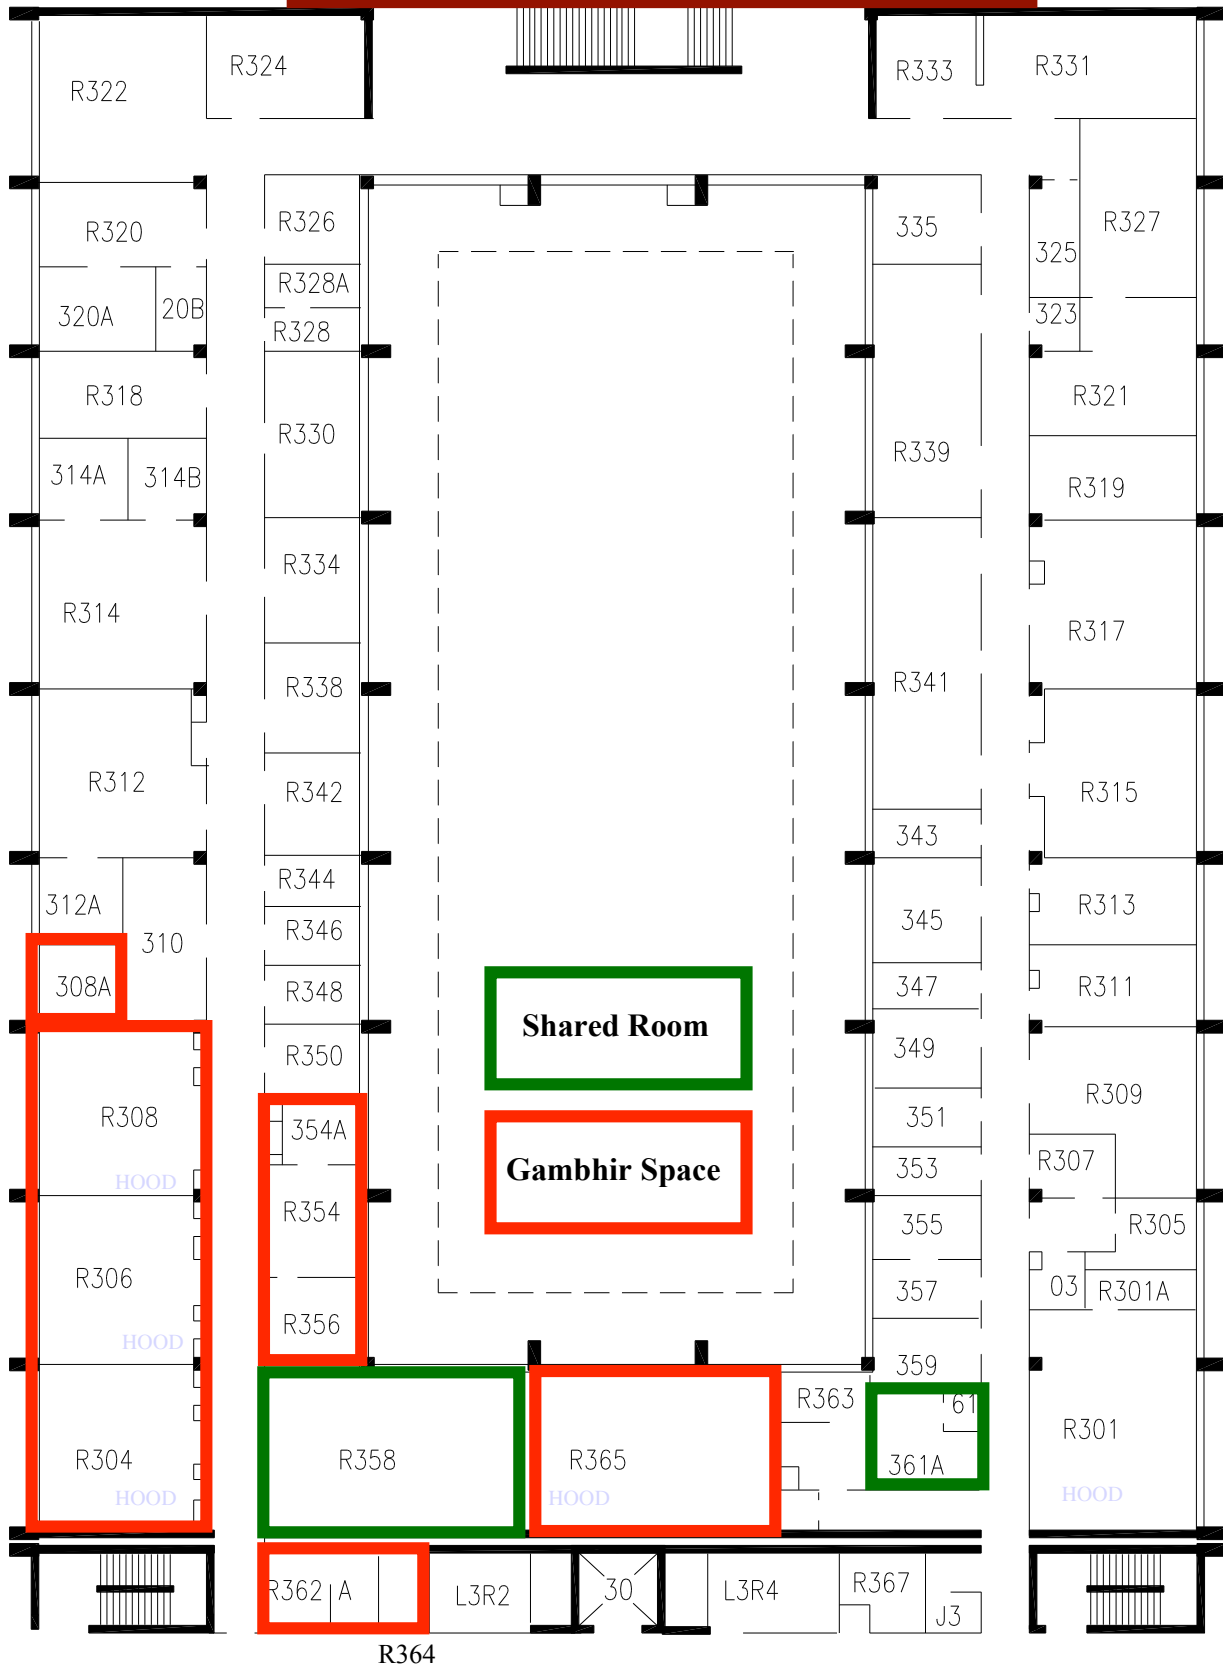 R324
R333
R331
R322
R326
335
R327
R320
325
R328A
320A
20B
323
R328
R318
R321
R330
R339
314A
314B
R319
R334
R314
R317
R338
R341
R312
R342
R315
343
R344
312A
R313
345
R346
310
308A
R348
347
R311
Shared Room
349
R350
R309
R308
351
354A
R307
353
Gambhir Space
HOOD
R354
355
R305
R306
357
03
R301A
R356
HOOD
359
R363
61
R301
R304
R358
R365
361A
HOOD
HOOD
HOOD
R362
A
L3R2
30
L3R4
R367
J3
R364